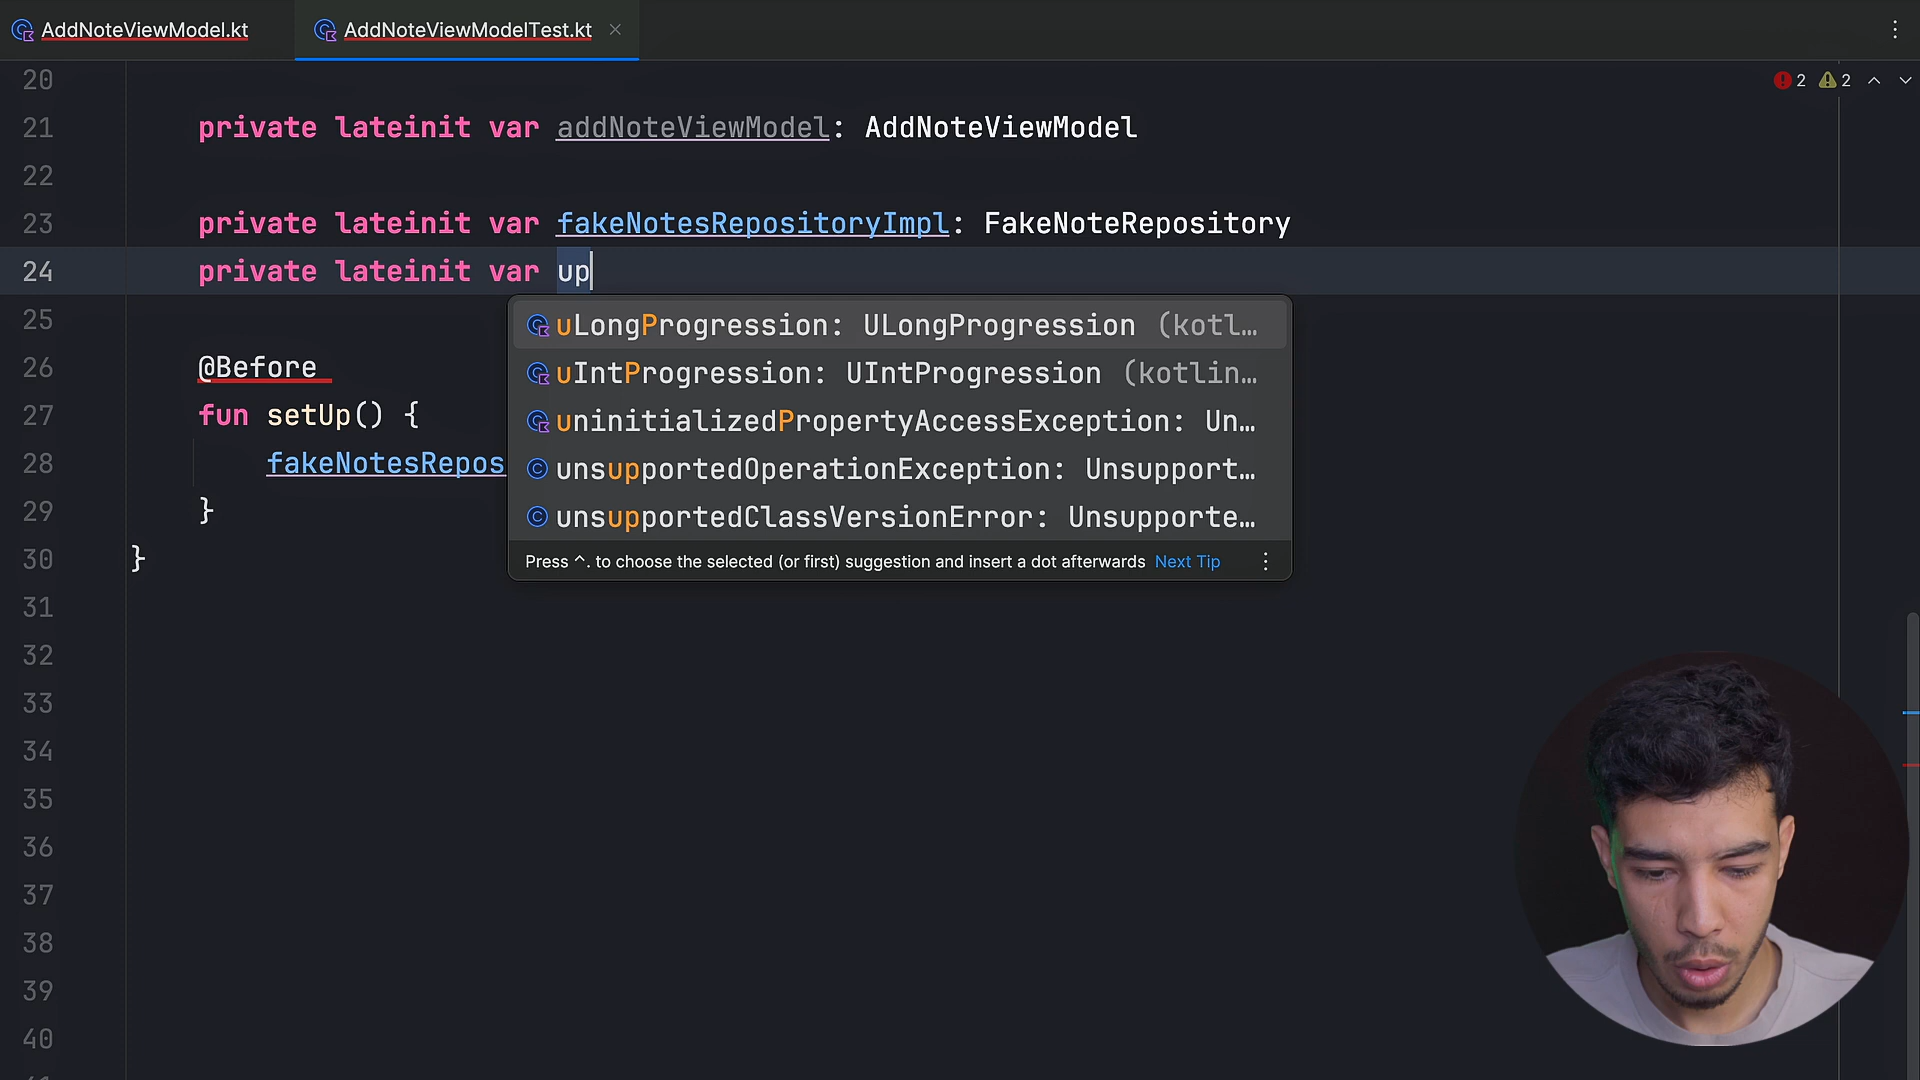 AddNoteViewModel.kt
AddNoteViewModelTest.kt
2 2
20
21 private lateinit var addNoteViewModel: AddNoteViewModel
22
23 private lateinit var fakeNotesRepositoryImpl: FakeNoteRepository
24 private lateinit var up
uLongProgression: ULongProgression (kotl…
uIntProgression: UIntProgression (kotlin…
uninitializedPropertyAccessException: Un…
unsupportedOperationException: Unsupport…
unsupportedClassVersionError: Unsupporte…
Press ^. to choose the selected (or first) suggestion and insert a dot afterwards Next Tip
25
26 @Before
27 fun setUp() {
28 fakeNotesRepos
29 }
30 }
31
32
33
34
35
36
37
38
39
40